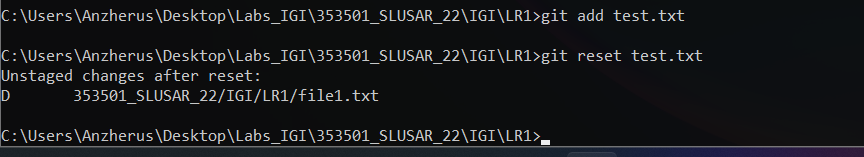 C:\Users\Anzherus\Desktop\Labs_IGI\353501_SLUSAR_22\IGI\LR1>git add test.txt
C:\Users\Anzherus\Desktop\Labs_IGI\353501_SLUSAR_22\IGI\LR1>git reset test.txt
Unstaged changes after reset:
D       353501_SLUSAR_22/IGI/LR1/file1.txt
C:\Users\Anzherus\Desktop\Labs_IGI\353501_SLUSAR_22\IGI\LR1>